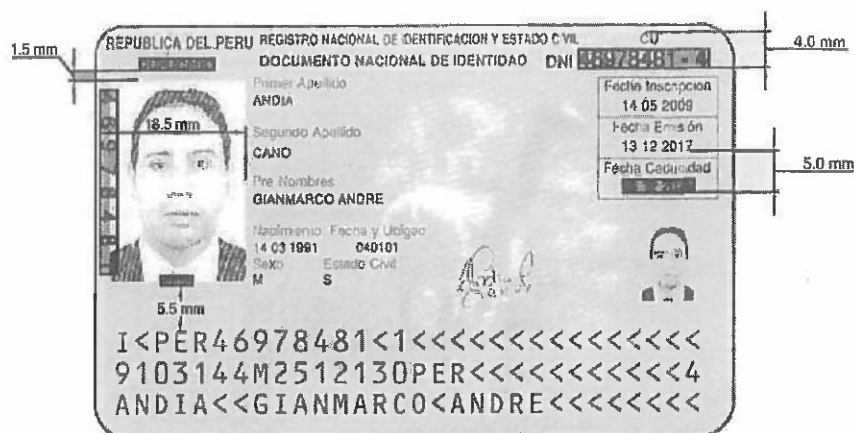 REPUBLICA DEL PERU REGISTRO NACIONAL DE IDENTIFICACION Y ESTADO CIVIL CU
1.5 mm
4.0 mm
DOCUMENTO NACIONAL DE IDENTIDAD DNI 46978481 - 4
Primer Apellido
ANDIA
Fecha Inscripcion
14 05 2009
18.5 mm
Segundo Apellido
CANO
Fecha Emisión
13 12 2017
5.0 mm
Fecha Caducidad
Pre Nombres
GIANMARCO ANDRE
Nacimiento: Fecha y Ubigeo
14 03 1991 040101
Sexo Estado Civil
M S
5.5 mm
I<PER46978481<1<<<<<<<<<<<<<<<
9103144M2512130PER<<<<<<<<<<<4
ANDIA<<GIANMARCO<ANDRE<<<<<<<<